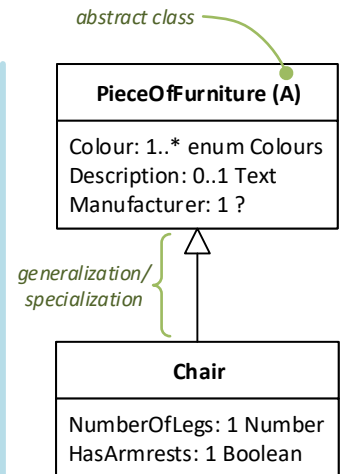 abstract class
PieceOfFurniture (A)
Colour: 1..* enum Colours
Description: 0..1 Text
Manufacturer: 1 ?
generalization/
specialization
Chair
NumberOfLegs: 1 Number
HasArmrests: 1 Boolean